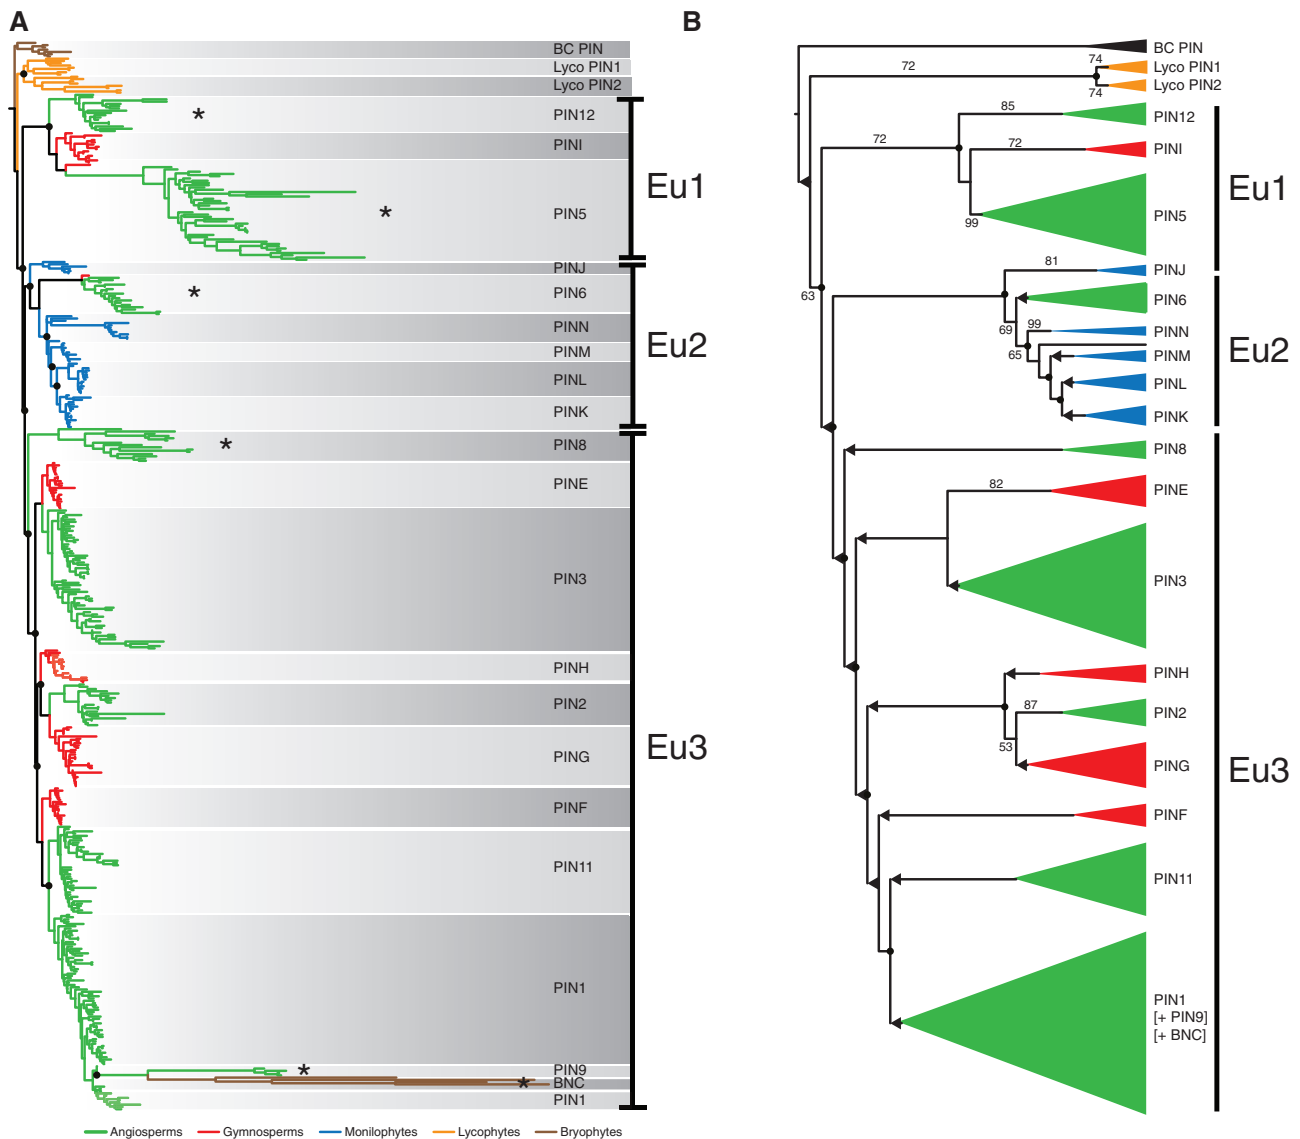 A
BC PIN
Lyco PIN1
Lyco PIN2
PIN12
*
PINI
PIN5
*
Eu1
PINJ
PIN6
*
PINN
PINM
PINL
PINK
Eu2
PIN8
*
PINE
PIN3
PINH
PIN2
PING
PINF
PIN11
PIN1
PIN9
*
BNC
*
PIN1
Eu3
Angiosperms
Gymnosperms
Monilophytes
Lycophytes
Bryophytes
B
BC PIN
72
74
Lyco PIN1
Lyco PIN2
74
85
PIN12
72
72
PINI
PIN5
99
Eu1
63
81
PINJ
PIN6
69
99
PINN
65
PINM
PINL
PINK
Eu2
PIN8
82
PINE
PIN3
PINH
87
PIN2
53
PING
PINF
PIN11
PIN1
[+ PIN9]
[+ BNC]
Eu3